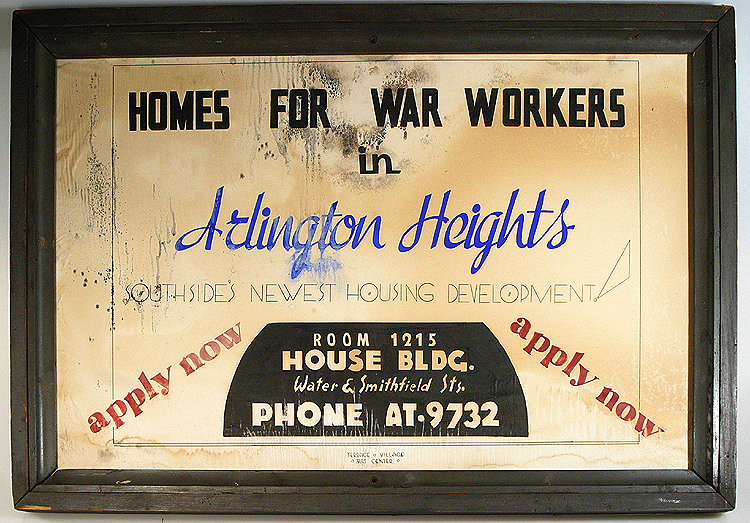 HOMES FOR WAR WORKERS
in
Arlington Heights
SOUTHSIDE'S NEWEST HOUSING DEVELOPMENT
apply now
ROOM 1215
HOUSE BLDG.
Water & Smithfield Sts.
PHONE AT·9732
apply now
TERRACE VILLAGE
ART CENTER